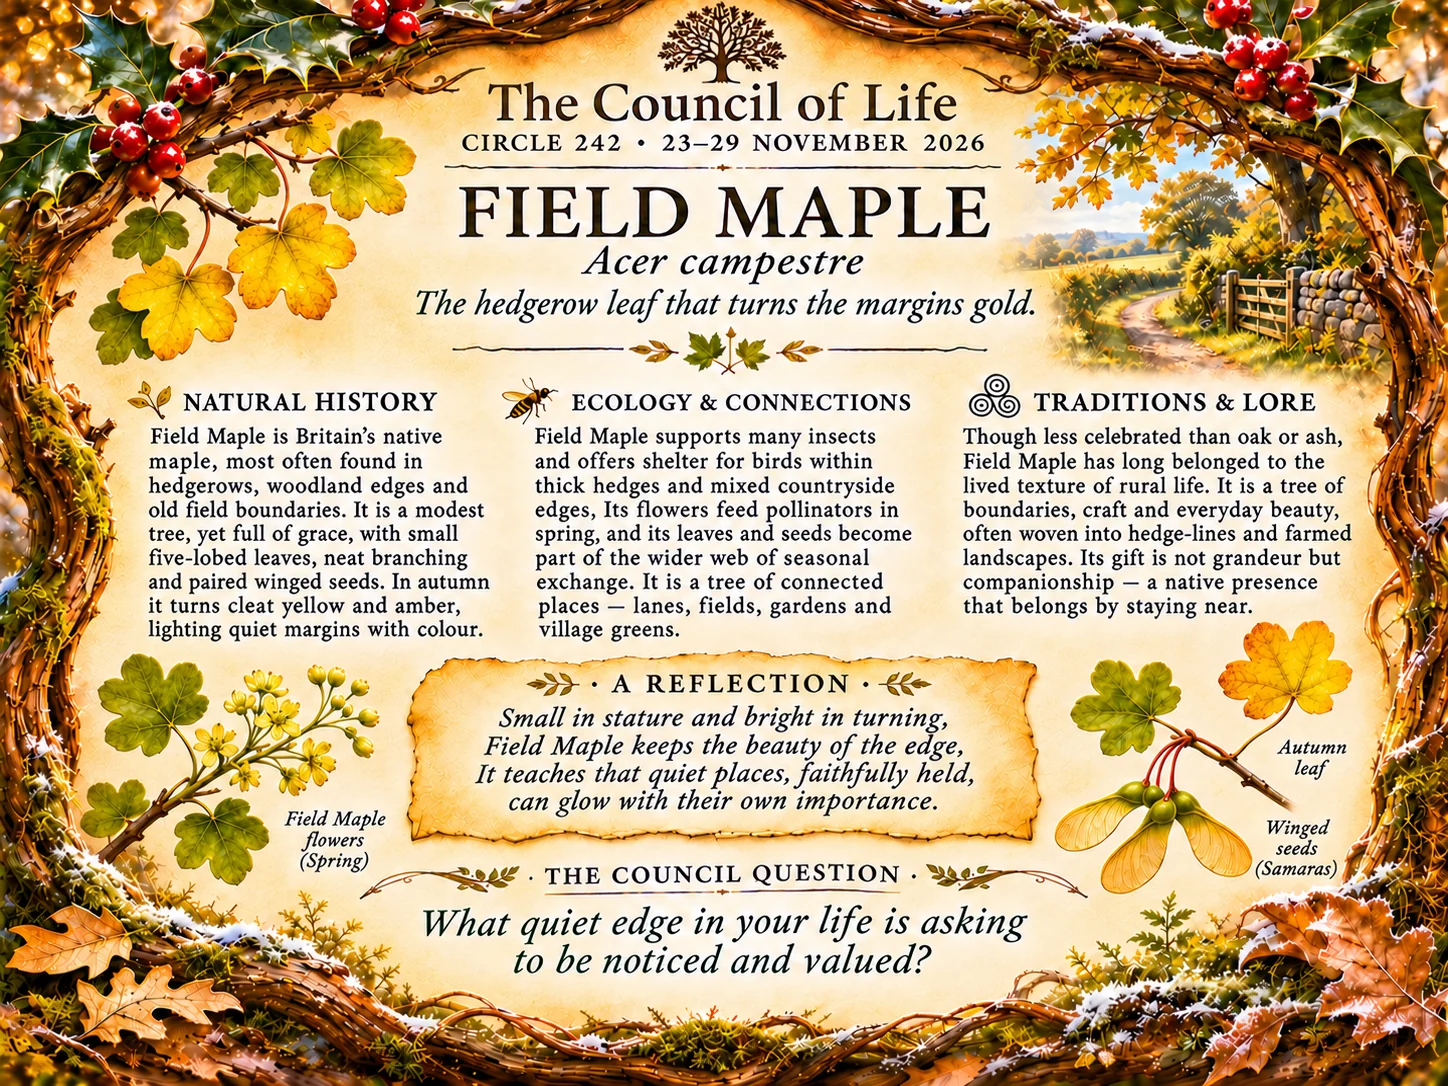 The Council of Life
CIRCLE 242 • 23–29 NOVEMBER 2026
FIELD MAPLE
Acer campestre
The hedgerow leaf that turns the margins gold.
NATURAL HISTORY
Field Maple is Britain's native
maple, most often found in
hedgerows, woodland edges and
old field boundaries. It is a modest
tree, yet full of grace, with small
five-lobed leaves, neat branching
and paired winged seeds. In autumn
it turns cleat yellow and amber,
lighting quiet margins with colour.
ECOLOGY & CONNECTIONS
Field Maple supports many insects
and offers shelter for birds within
thick hedges and mixed countryside
edges, Its flowers feed pollinators in
spring, and its leaves and seeds become
part of the wider web of seasonal
exchange. It is a tree of connected
places — lanes, fields, gardens and
village greens.
TRADITIONS & LORE
Though less celebrated than oak or ash,
Field Maple has long belonged to the
lived texture of rural life. It is a tree of
boundaries, craft and everyday beauty,
often woven into hedge-lines and farmed
landscapes. Its gift is not grandeur but
companionship — a native presence
that belongs by staying near.
Field Maple
flowers
(Spring)
· A REFLECTION ·
Small in stature and bright in turning,
Field Maple keeps the beauty of the edge,
It teaches that quiet places, faithfully held,
can glow with their own importance.
Autumn
leaf
Winged
seeds
(Samaras)
· THE COUNCIL QUESTION ·
What quiet edge in your life is asking
to be noticed and valued?